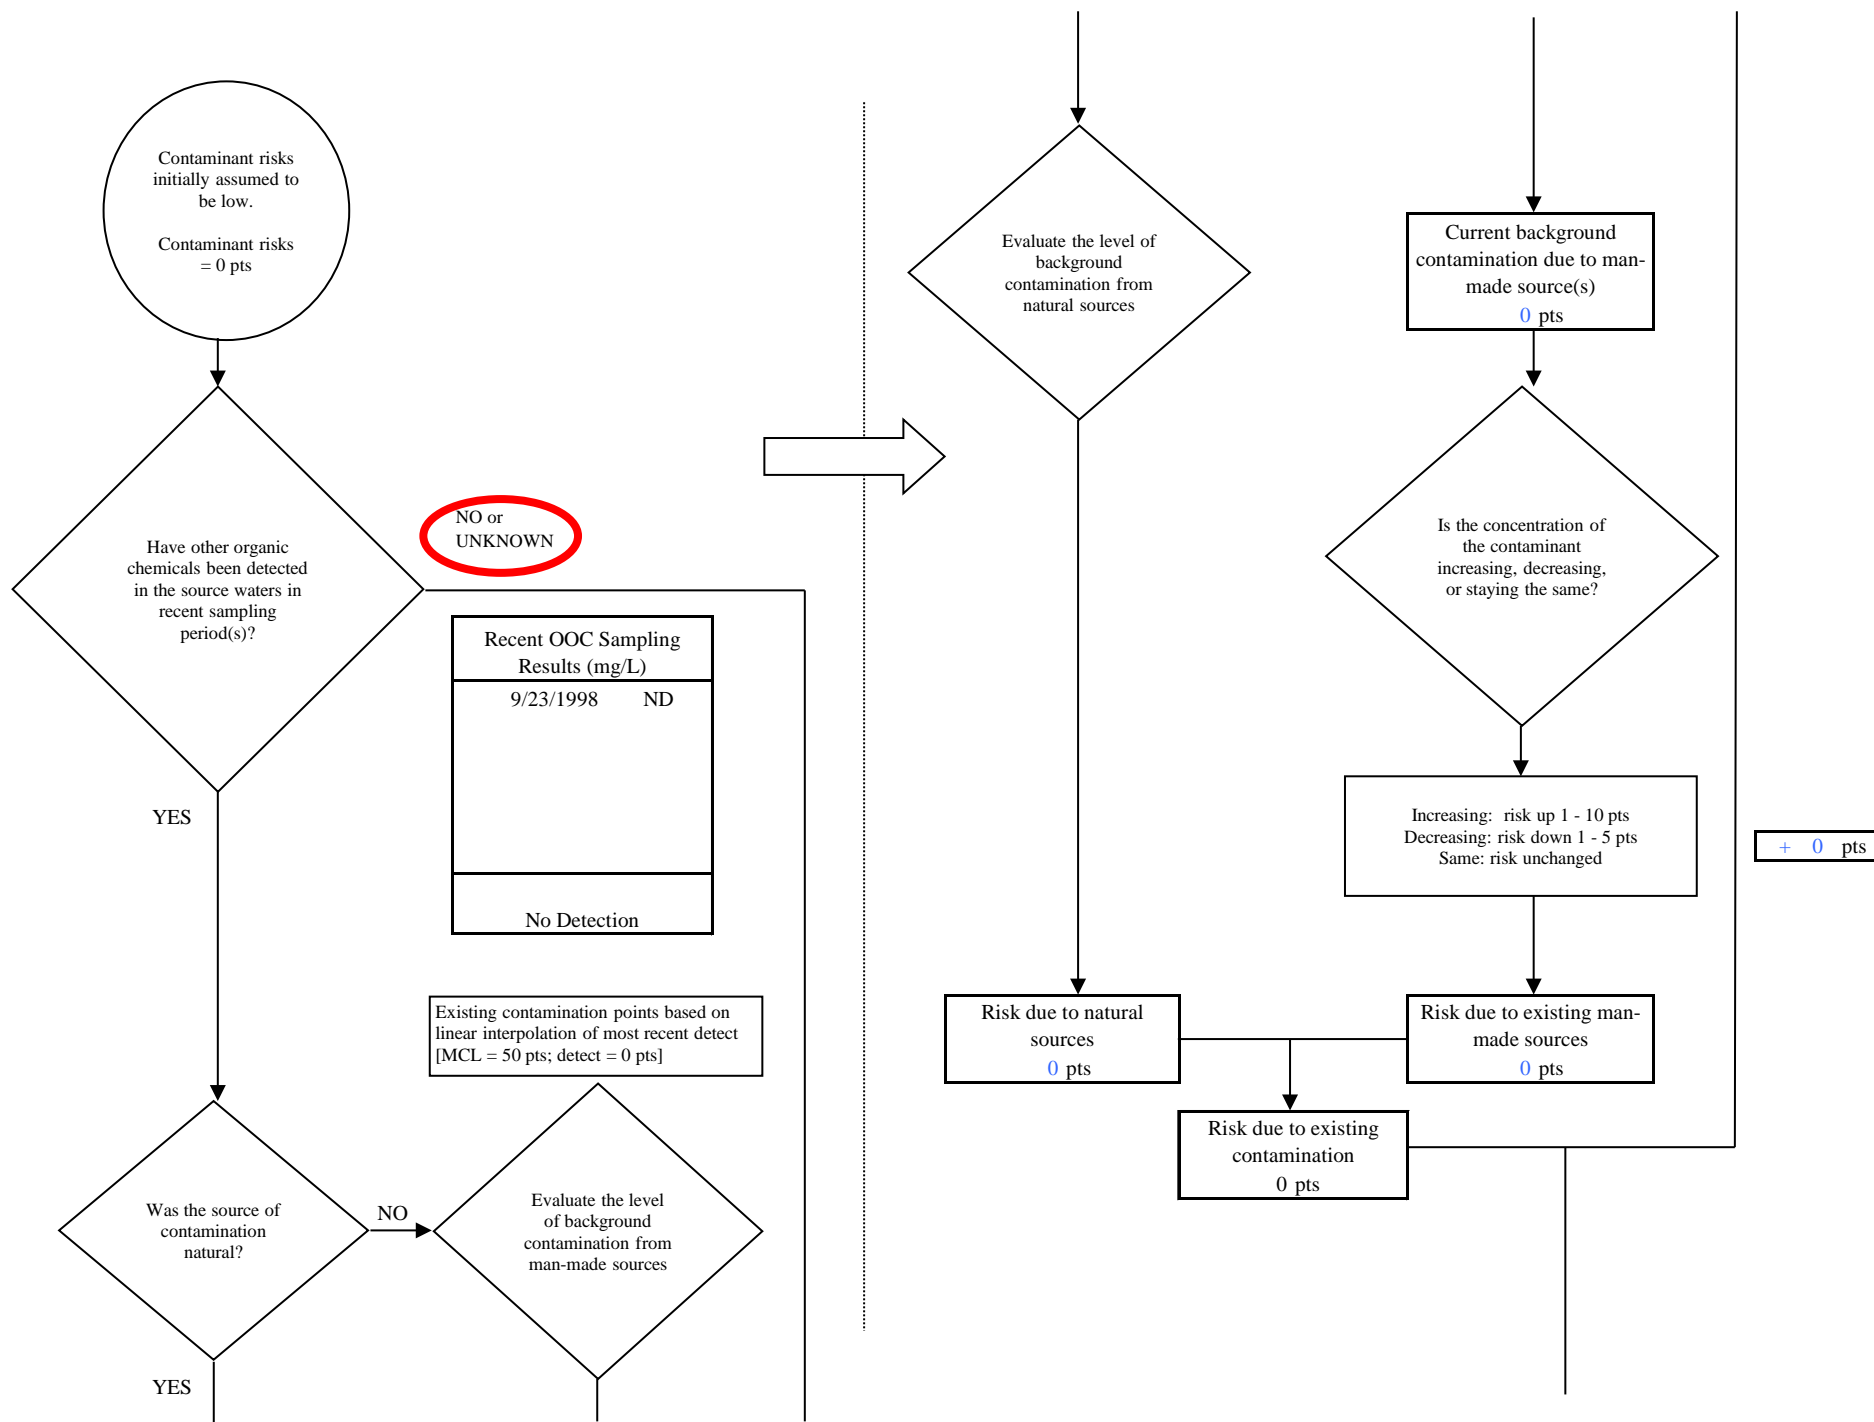 Contaminant risks
initially assumed to
be low.
Contaminant risks
= 0 pts
Have other organic
chemicals been detected
in the source waters in
recent sampling
period(s)?
NO or
UNKNOWN
Recent OOC Sampling
Results (mg/L)
9/23/1998 ND
No Detection
YES
Existing contamination points based on
linear interpolation of most recent detect
[MCL = 50 pts; detect = 0 pts]
Was the source of
contamination
natural?
NO
Evaluate the level
of background
contamination from
man-made sources
YES
Evaluate the level of
background
contamination from
natural sources
Current background
contamination due to man-
made source(s)
0 pts
Is the concentration of
the contaminant
increasing, decreasing,
or staying the same?
Increasing: risk up 1 - 10 pts
Decreasing: risk down 1 - 5 pts
Same: risk unchanged
+ 0 pts
Risk due to natural
sources
0 pts
Risk due to existing man-
made sources
0 pts
Risk due to existing
contamination
0 pts